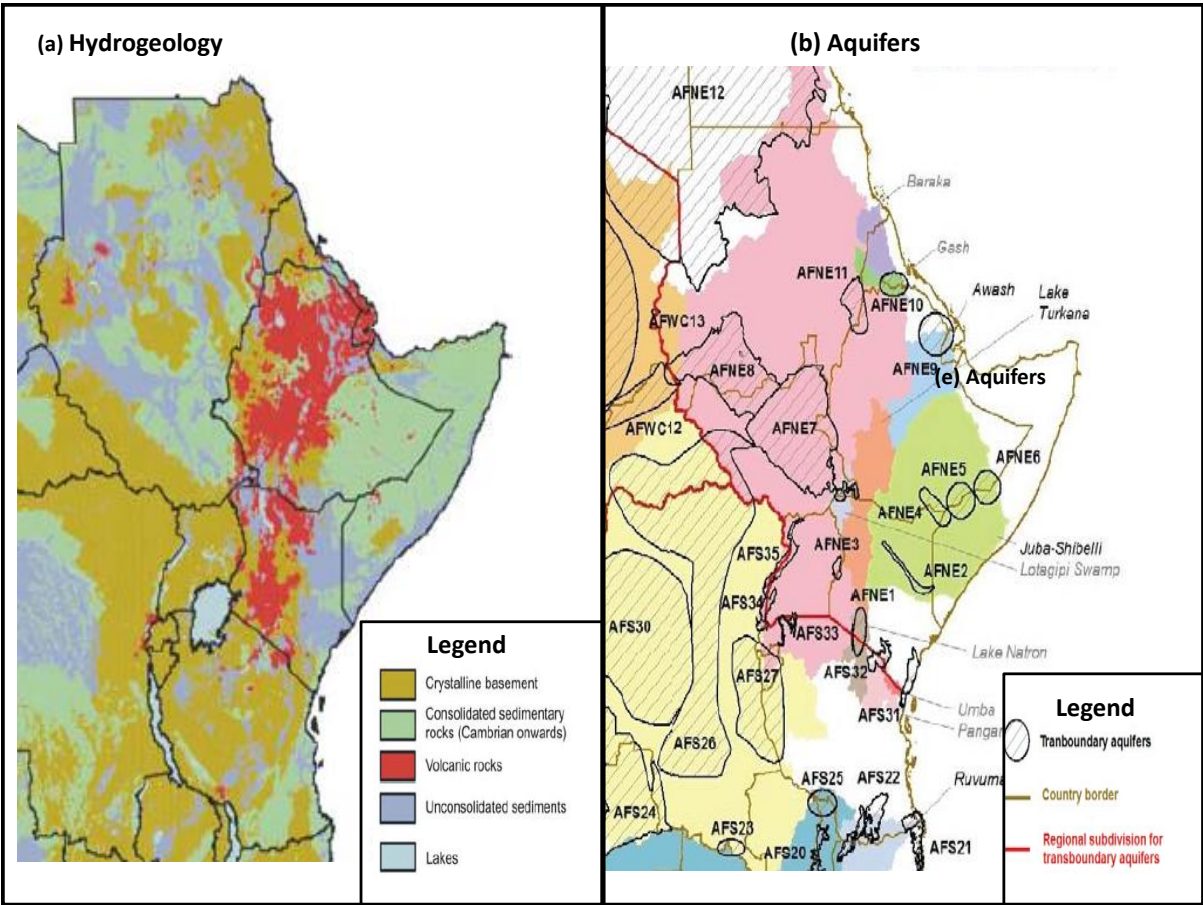 (a) Hydrogeology
Legend
Crystalline basement
Consolidated sedimentary
rocks (Cambrian onwards)
Volcanic rocks
Unconsolidated sediments
Lakes
(b) Aquifers
AFNE12
Baraka
Gash
AFNE11
AFNE10
Awash
Lake
Turkana
AFWC13
AFNE8
AFNE9
(e) Aquifers
AFWC12
AFNE7
AFNE6
AFNE5
AFNE4
Juba-Shibelli
Lotagipi Swamp
AFS35
AFNE3
AFNE2
AFNE1
AFS34
AFS30
AFS33
Lake Natron
AFS27
AFS32
Umba
AFS31
Pangar
AFS26
Ruvuma
AFS25
AFS22
AFS24
AFS23
AFS20
AFS21
Legend
Tranboundary aquifers
Country border
Regional subdivision for
transboundary aquifers